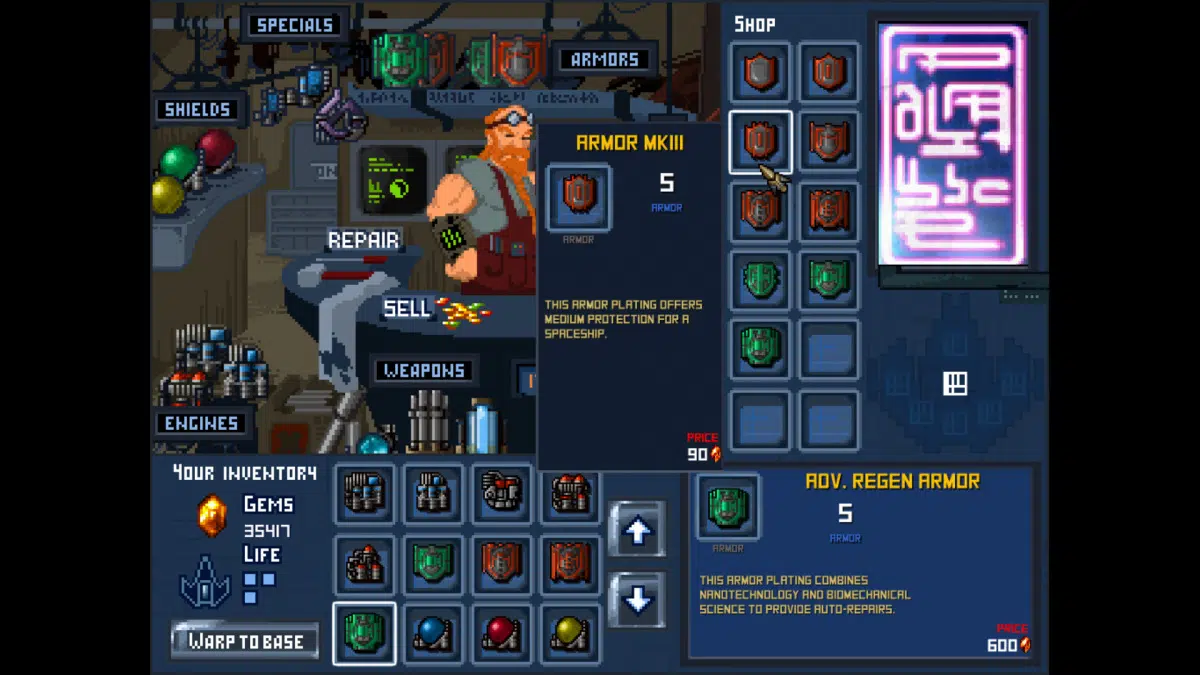 SPECIALS
SHOP
ARMORS
SHIELDS
ARMOR MKIII
5
ARMOR
ARMOR
REPAIR
THIS ARMOR PLATING OFFERS
MEDIUM PROTECTION FOR A
SPACESHIP.
SELL
WEAPONS
PRICE
90
ENGINES
YOUR INVENTORY
GEMS
35417
LIFE
WARP TO BASE
ADV. REGEN ARMOR
5
ARMOR
ARMOR
THIS ARMOR PLATING COMBINES
NANOTECHNOLOGY AND BIOMECHANICAL
SCIENCE TO PROVIDE AUTO-REPAIRS.
PRICE
600